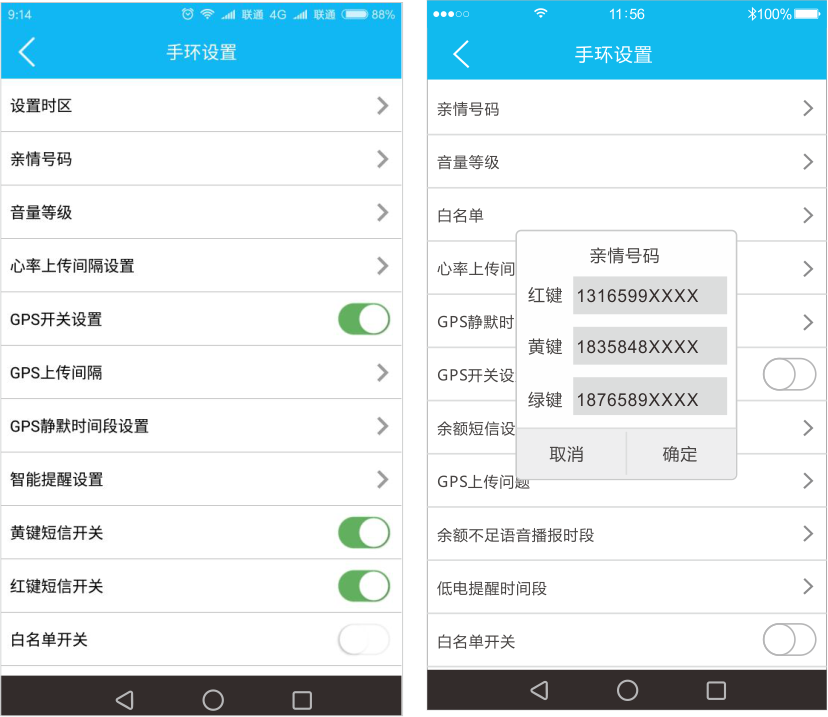 9:14 联通 4G 联通 88%
手环设置
设置时区
亲情号码
音量等级
心率上传间隔设置
GPS开关设置
GPS上传间隔
GPS静默时间段设置
智能提醒设置
黄键短信开关
红键短信开关
白名单开关
11:56 100%
手环设置
亲情号码
音量等级
白名单
心率上传间
GPS静默时
GPS开关设
余额短信设
GPS上传问题
余额不足语音播报时段
低电提醒时间段
白名单开关
亲情号码
红键 1316599XXXX
黄键 1835848XXXX
绿键 1876589XXXX
取消 确定